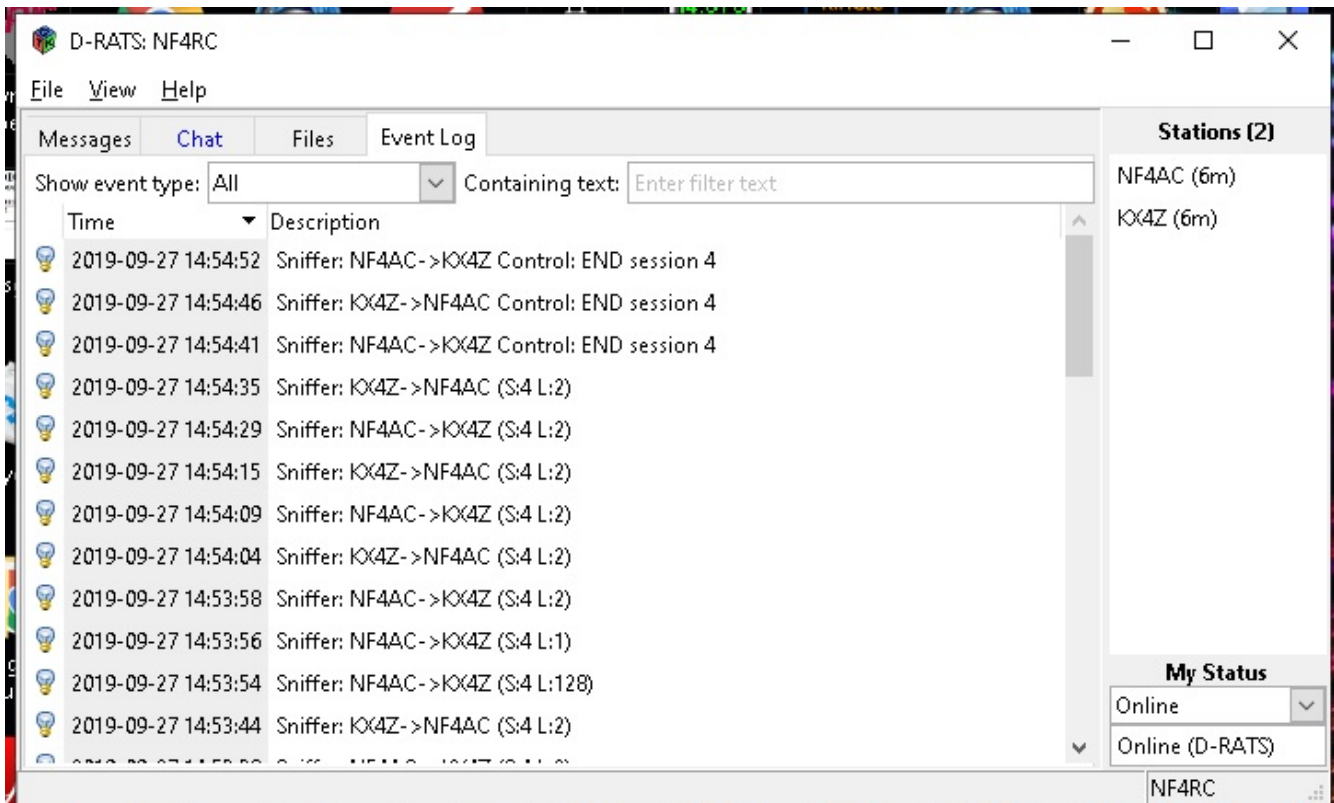 D-RATS: NF4RC
File View Help
Messages Chat Files Event Log
Show event type: All Containing text: Enter filter text
Time Description
2019-09-27 14:54:52 Sniffer: NF4AC->KX4Z Control: END session 4
2019-09-27 14:54:46 Sniffer: KX4Z->NF4AC Control: END session 4
2019-09-27 14:54:41 Sniffer: NF4AC->KX4Z Control: END session 4
2019-09-27 14:54:35 Sniffer: KX4Z->NF4AC (S:4 L:2)
2019-09-27 14:54:29 Sniffer: NF4AC->KX4Z (S:4 L:2)
2019-09-27 14:54:15 Sniffer: KX4Z->NF4AC (S:4 L:2)
2019-09-27 14:54:09 Sniffer: NF4AC->KX4Z (S:4 L:2)
2019-09-27 14:54:04 Sniffer: KX4Z->NF4AC (S:4 L:2)
2019-09-27 14:53:58 Sniffer: NF4AC->KX4Z (S:4 L:2)
2019-09-27 14:53:56 Sniffer: NF4AC->KX4Z (S:4 L:1)
2019-09-27 14:53:54 Sniffer: NF4AC->KX4Z (S:4 L:128)
2019-09-27 14:53:44 Sniffer: KX4Z->NF4AC (S:4 L:2)
Stations (2)
NF4AC (6m)
KX4Z (6m)
My Status
Online
Online (D-RATS)
NF4RC